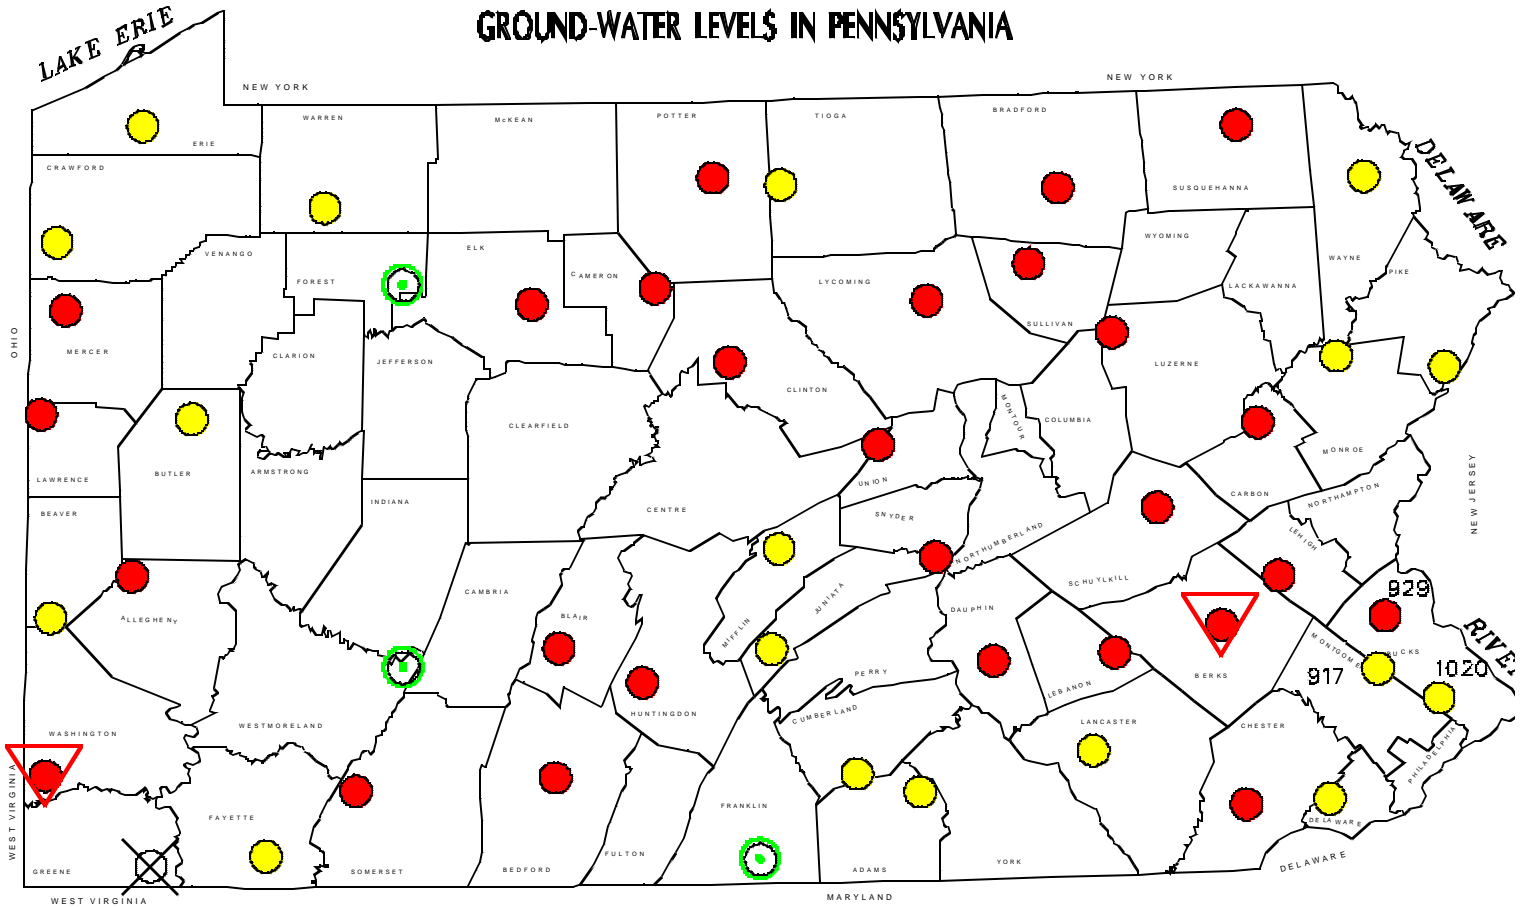 GROUND-WATER LEVELS IN PENNSYLVANIA
LAKE ERIE
NEW YORK
NEW YORK
DELAWARE
RIVER
ERIE
CRAWFORD
WARREN
McKEAN
POTTER
TIOGA
BRADFORD
SUSQUEHANNA
WAYNE
PIKE
WYOMING
LACKAWANNA
VENANGO
FOREST
ELK
CAMERON
LYCOMING
SULLIVAN
OHIO
MERCER
CLARION
JEFFERSON
CLINTON
LUZERNE
CLEARFIELD
MONTOUR
COLUMBIA
MONROE
LAWRENCE
BUTLER
ARMSTRONG
INDIANA
CENTRE
UNION
SNYDER
NORTHUMBERLAND
CARBON
NORTHAMPTON
NEW JERSEY
BEAVER
LEHIGH
SCHUYLKILL
ALLEGHENY
CAMBRIA
BLAIR
MIFFLIN
JUNIATA
DAUPHIN
929
MONTGOME
BUCKS
917
1020
PERRY
LEBANON
BERKS
WASHINGTON
WESTMORELAND
HUNTINGDON
CUMBERLAND
LANCASTER
CHESTER
PHILADELPHIA
WEST VIRGINIA
FAYETTE
FRANKLIN
DELAWARE
GREENE
SOMERSET
BEDFORD
FULTON
ADAMS
YORK
DELAWARE
WEST VIRGINIA
MARYLAND